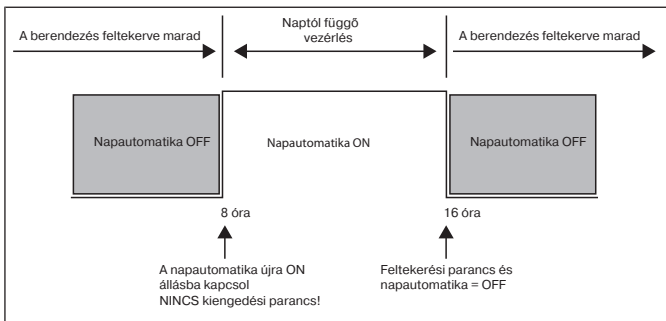 A berendezés feltekerve marad
Naptól függő
vezérlés
A berendezés feltekerve marad
Napautomatika OFF
Napautomatika ON
Napautomatika OFF
8 óra
16 óra
A napautomatika újra ON
állásba kapcsol
NINCS kiengedési parancs!
Feltekerési parancs és
napautomatika = OFF